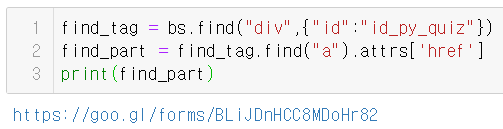 1 find_tag = bs.find("div",{"id":"id_py_quiz"})
2 find_part = find_tag.find("a").attrs['href']
3 print(find_part)
https://goo.gl/forms/BLiJDnHCC8MDoHr82